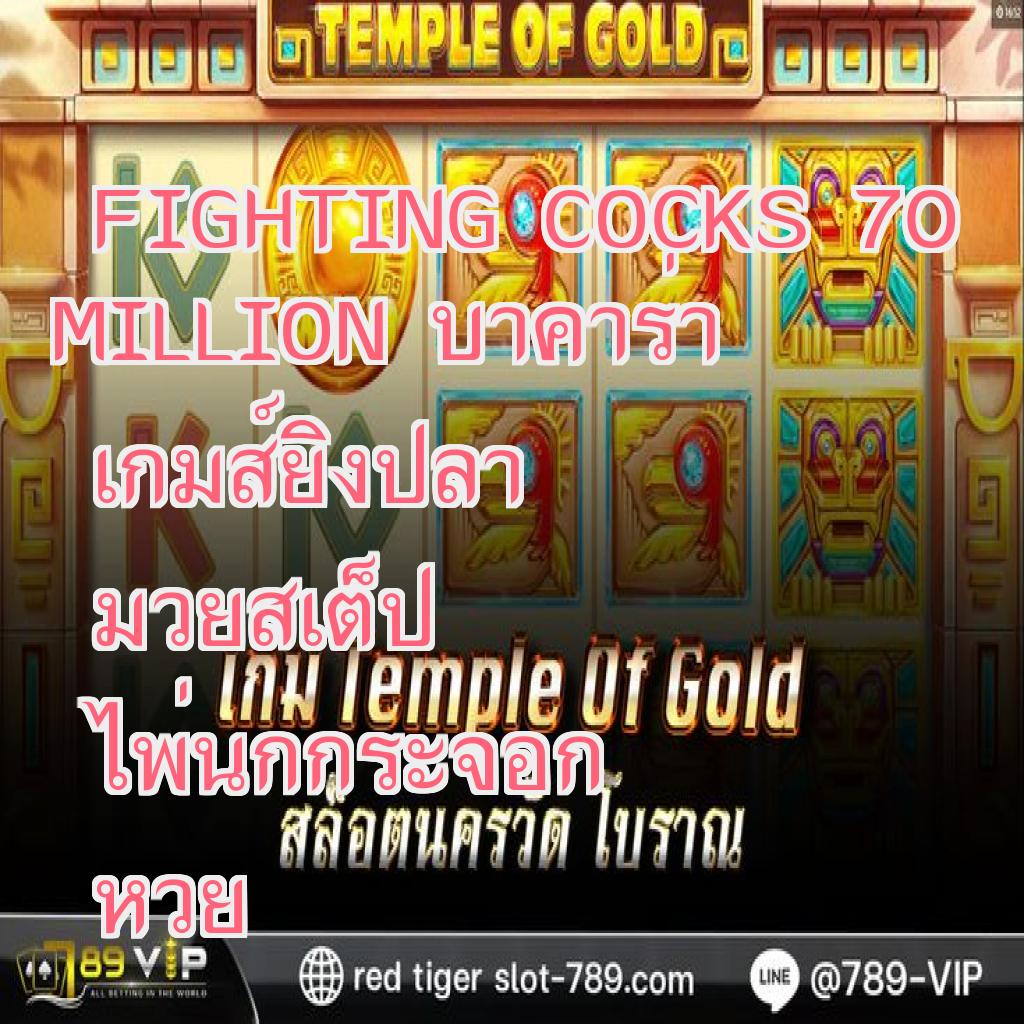 TEMPLE OF GOLD
FIGHTING COCKS 70
MILLION บาคาร่า
เกมส์ยิงปลา
มวยสเต็ป
เกม Temple Of Gold
ไพ่นกกระจอก
สล็อตนครวัด โบราณ
หวย
789 VIP
ALL BETTING IN THE WORLD
red tiger slot-789.com
LINE @789-VIP